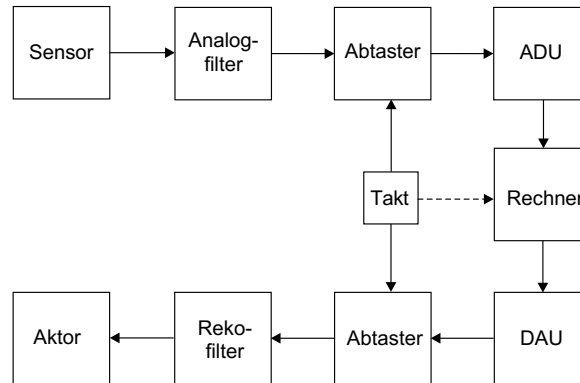 Sensor
Analog-
filter
Abtaster
ADU
Takt
Rechner
Aktor
Reko-
filter
Abtaster
DAU